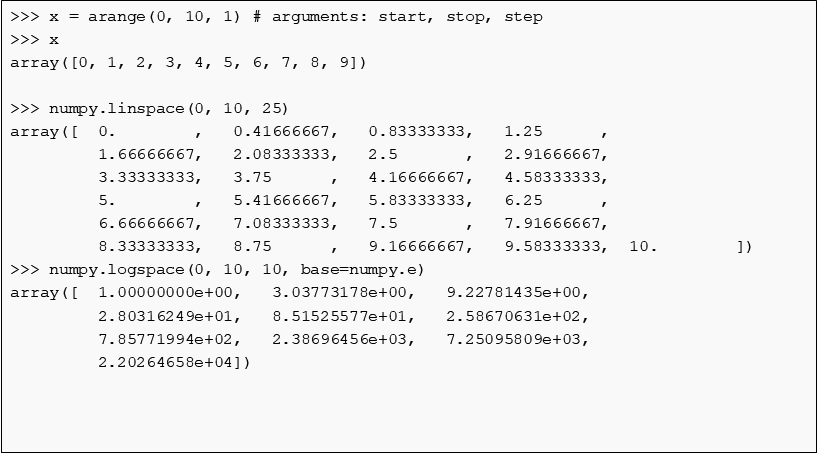 >>> x = arange(0, 10, 1) # arguments: start, stop, step
>>> x
array([0, 1, 2, 3, 4, 5, 6, 7, 8, 9])
>>> numpy.linspace(0, 10, 25)
array([  0.        ,   0.41666667,   0.83333333,   1.25      ,
         1.66666667,   2.08333333,   2.5       ,   2.91666667,
         3.33333333,   3.75      ,   4.16666667,   4.58333333,
         5.        ,   5.41666667,   5.83333333,   6.25      ,
         6.66666667,   7.08333333,   7.5       ,   7.91666667,
         8.33333333,   8.75      ,   9.16666667,   9.58333333,  10.        ])
>>> numpy.logspace(0, 10, 10, base=numpy.e)
array([  1.00000000e+00,   3.03773178e+00,   9.22781435e+00,
         2.80316249e+01,   8.51525577e+01,   2.58670631e+02,
         7.85771994e+02,   2.38696456e+03,   7.25095809e+03,
         2.20264658e+04])